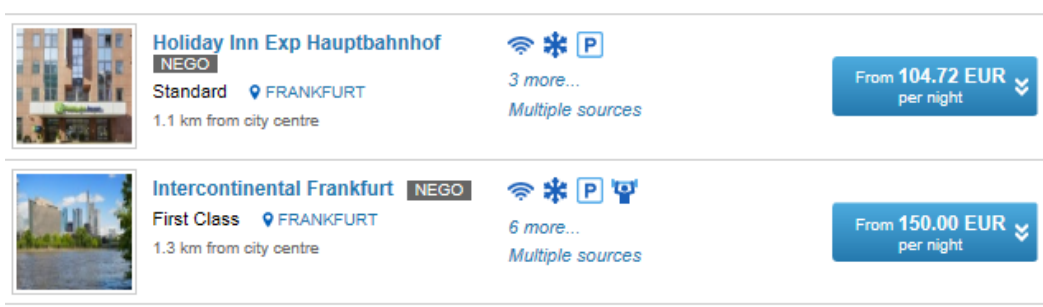 Holiday Inn Exp Hauptbahnhof
NEGO
Standard FRANKFURT
1.1 km from city centre
P
3 more...
Multiple sources
From 104.72 EUR
per night
Intercontinental Frankfurt NEGO
First Class FRANKFURT
1.3 km from city centre
P
6 more...
Multiple sources
From 150.00 EUR
per night